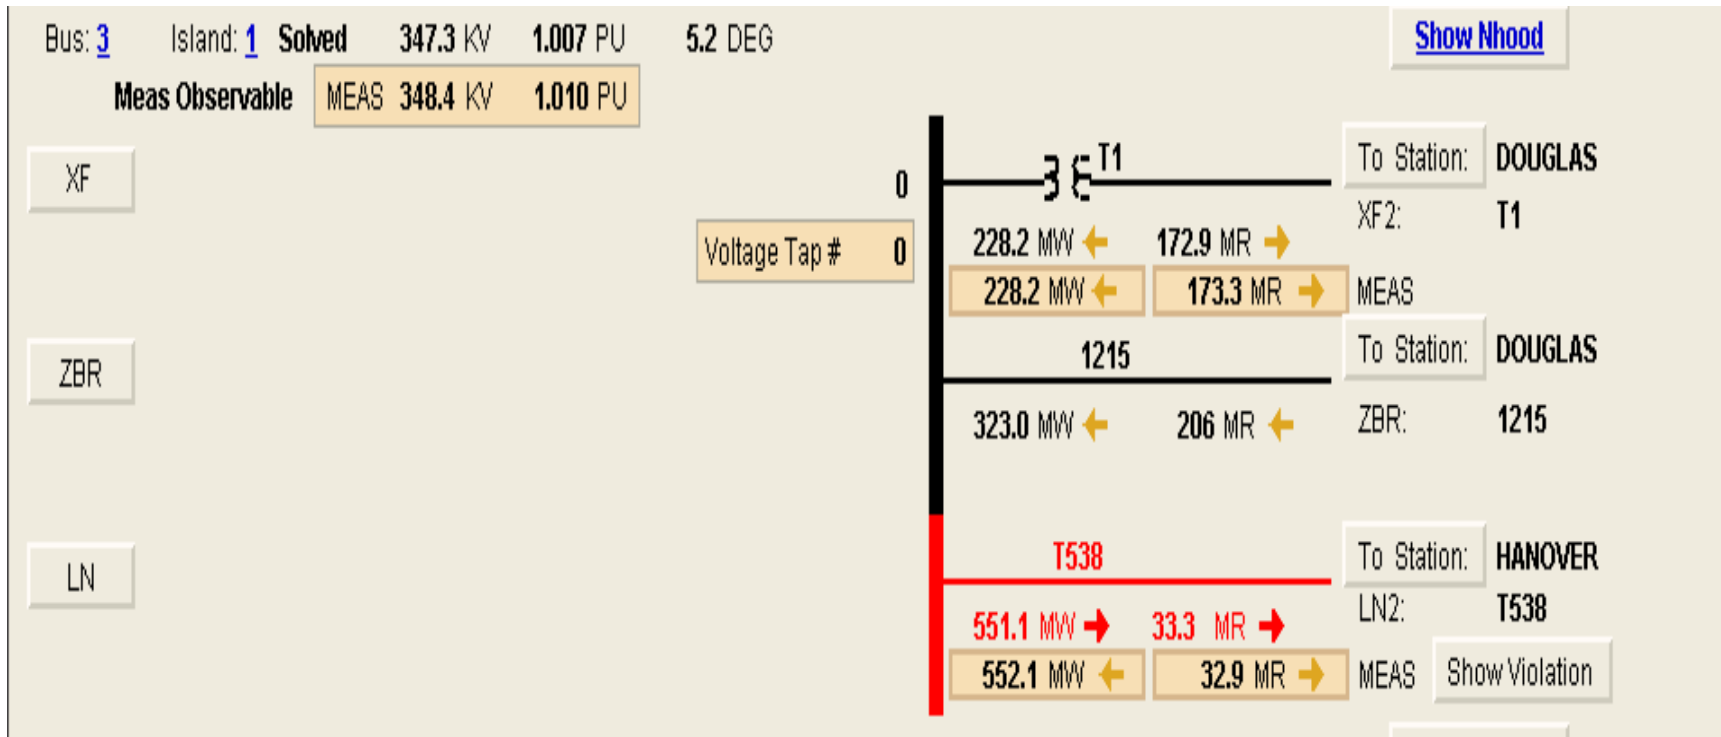 Bus: 3 Island: 1 Solved 347.3 KV 1.007 PU 5.2 DEG Show Nhood
Meas Observable MEAS 348.4 KV 1.010 PU
XF 0 T1 To Station: DOUGLAS
XF2: T1
Voltage Tap # 0 228.2 MW 172.9 MR
228.2 MW 173.3 MR MEAS
ZBR 1215 To Station: DOUGLAS
323.0 MW 206 MR ZBR: 1215
LN T538 To Station: HANOVER
551.1 MW 33.3 MR LN2: T538
552.1 MW 32.9 MR MEAS Show Violation